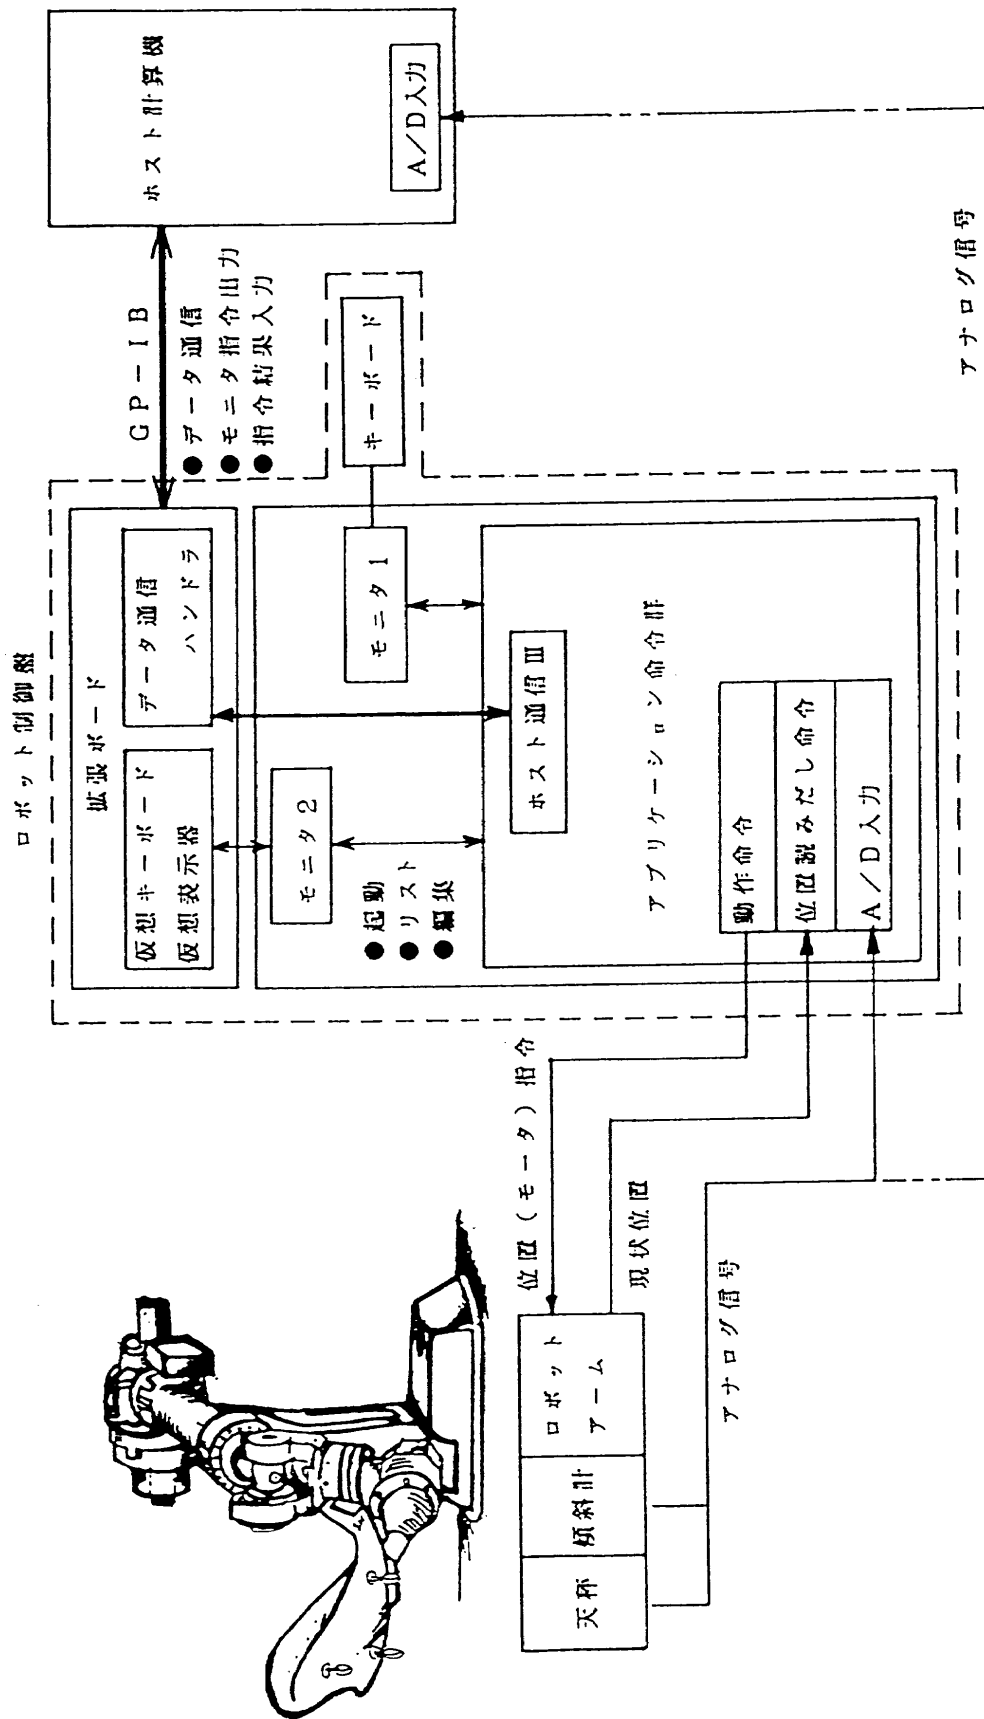 ロボット制御盤
拡張ボード
仮想キーボード
仮想表示器
データ通信
ハンドラ
GP-IB
●データ通信
●モニタ指令出力
●指令結果入力
ホスト計算機
A/D入力
モニタ2
モニタ1
キーボード
●起動
●リスト
●編集
ホスト通信III
アプリケーション命令群
動作命令
位置読みだし命令
A/D入力
位置(モータ)指令
現状位置
アナログ信号
アナログ信号
天秤
傾斜計
ロボット
アーム